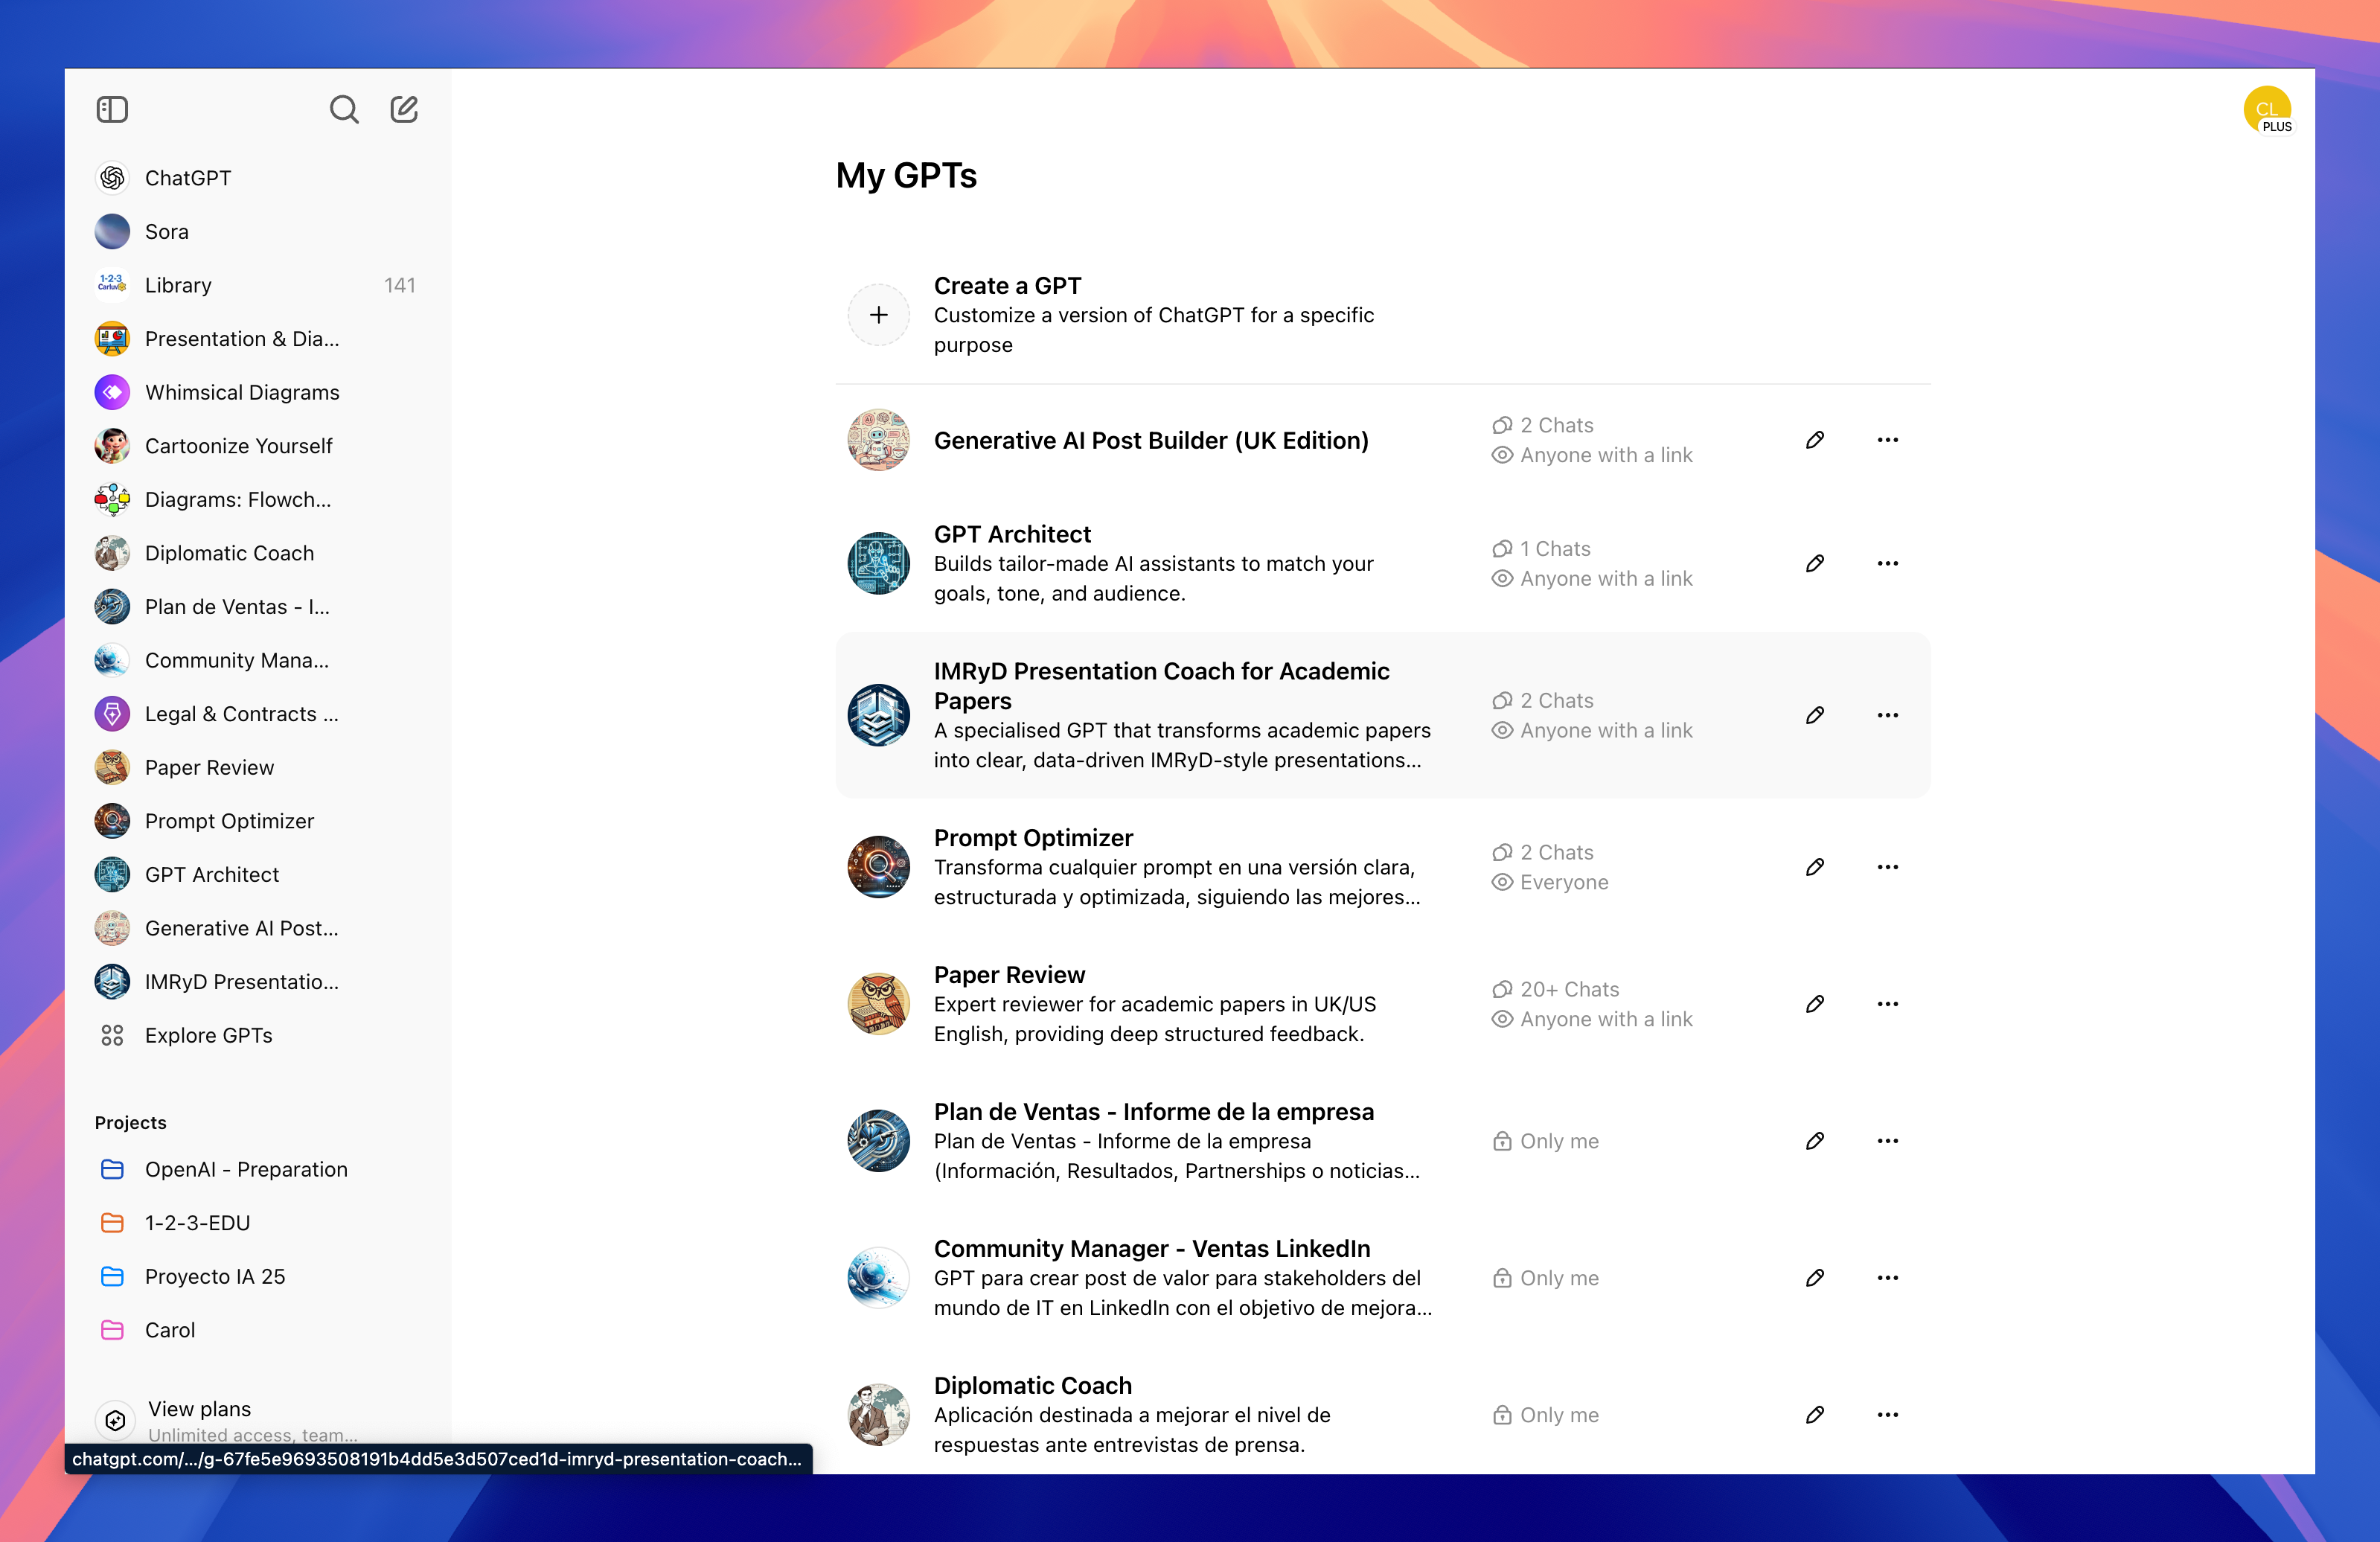 ChatGPT
Sora
1-2-3
Library 141
Presentation & Dia...
Whimsical Diagrams
Cartoonize Yourself
Diagrams: Flowch...
Diplomatic Coach
Plan de Ventas - I...
Community Mana...
Legal & Contracts ...
Paper Review
Prompt Optimizer
GPT Architect
Generative AI Post...
IMRyD Presentatio...
Explore GPTs
Projects
OpenAI - Preparation
1-2-3-EDU
Proyecto IA 25
Carol
View plans
Unlimited access, team...
chatgpt.com/.../g-67fe5e9693508191b4dd5e3d507ced1d-imryd-presentation-coach...
CL
PLUS
My GPTs
Create a GPT
Customize a version of ChatGPT for a specific
purpose
Generative AI Post Builder (UK Edition)
2 Chats
Anyone with a link
GPT Architect
Builds tailor-made AI assistants to match your
goals, tone, and audience.
1 Chats
Anyone with a link
IMRyD Presentation Coach for Academic
Papers
A specialised GPT that transforms academic papers
into clear, data-driven IMRyD-style presentations...
2 Chats
Anyone with a link
Prompt Optimizer
Transforma cualquier prompt en una versión clara,
estructurada y optimizada, siguiendo las mejores...
2 Chats
Everyone
Paper Review
Expert reviewer for academic papers in UK/US
English, providing deep structured feedback.
20+ Chats
Anyone with a link
Plan de Ventas - Informe de la empresa
Plan de Ventas - Informe de la empresa
(Información, Resultados, Partnerships o noticias...
Only me
Community Manager - Ventas LinkedIn
GPT para crear post de valor para stakeholders del
mundo de IT en LinkedIn con el objetivo de mejora...
Only me
Diplomatic Coach
Aplicación destinada a mejorar el nivel de
respuestas ante entrevistas de prensa.
Only me